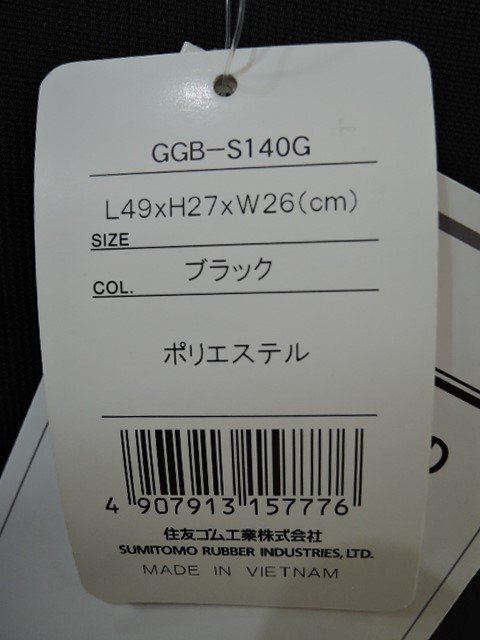 GGB-S140G
L49xH27xW26(cm)
SIZE
ブラック
COL.
ポリエステル
4 907913 157776
住友ゴム工業株式会社
SUMITOMO RUBBER INDUSTRIES, LTD.
MADE IN VIETNAM